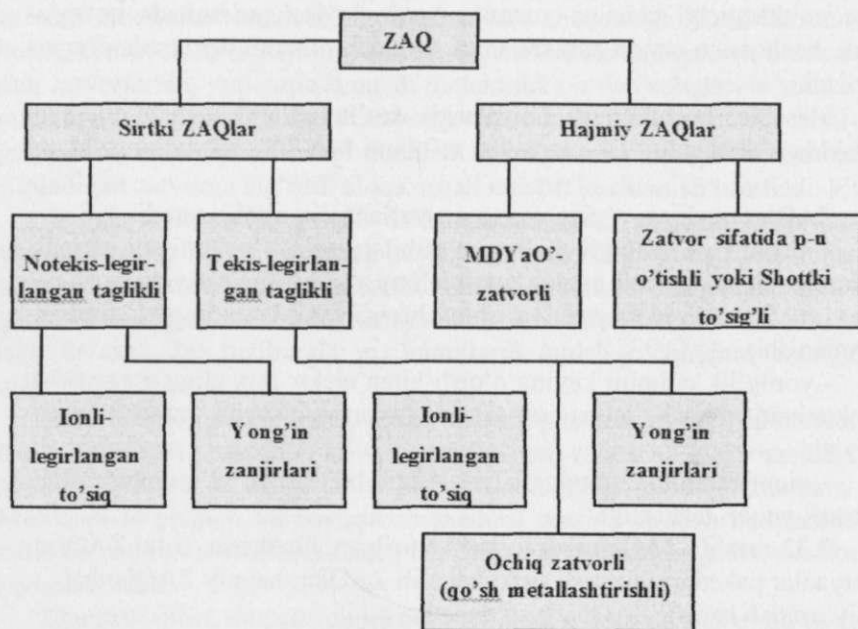 ZAQ
Sirtki ZAQlar
Hajmiy ZAQlar
Notekis-legir-
langan taglikli
Tekis-legirlan-
gan taglikli
MDYaO’-
zatvorli
Zatvor sifatida p-n
o’tishli yoki Shottki
to’sig’li
Ionli-
legirlangan
to’siq
Yong’in
zanjirlari
Ionli-
legirlangan
to’siq
Yong’in
zanjirlari
Ochiq zatvorli
(qo’sh metallashtirishli)